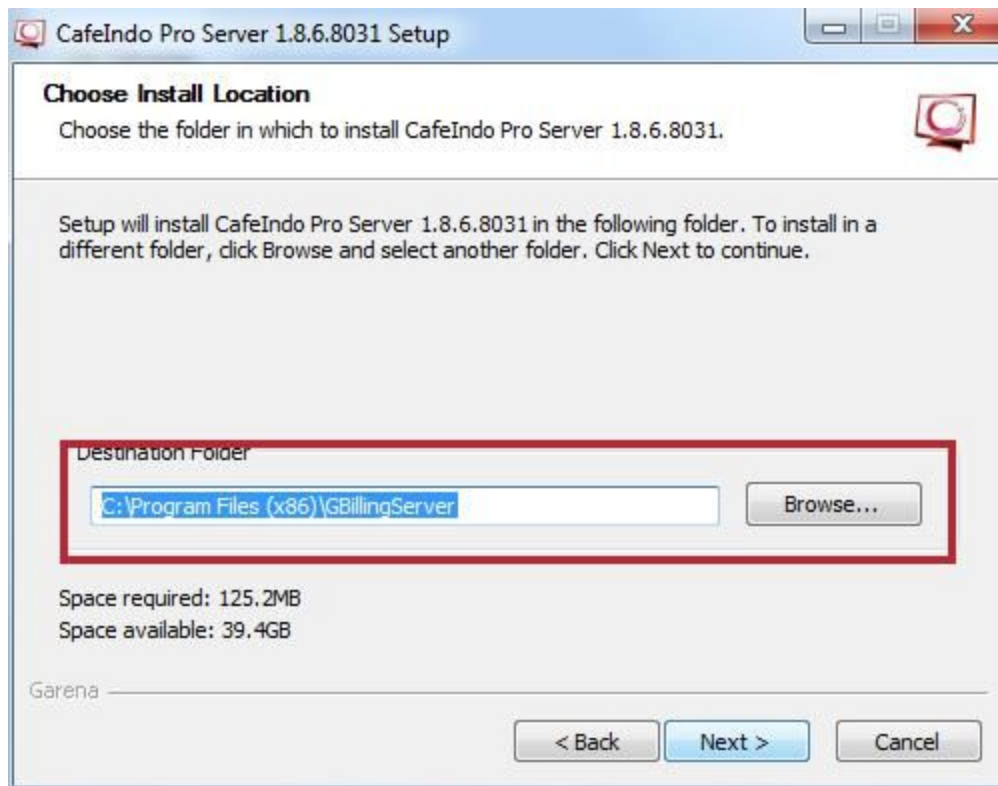 CafeIndo Pro Server 1.8.6.8031 Setup
Choose Install Location
Choose the folder in which to install CafeIndo Pro Server 1.8.6.8031.
Setup will install CafeIndo Pro Server 1.8.6.8031 in the following folder. To install in a
different folder, click Browse and select another folder. Click Next to continue.
Destination Folder
C:\Program Files (x86)\GBillingServer
Browse...
Space required: 125.2MB
Space available: 39.4GB
Garena
< Back
Next >
Cancel